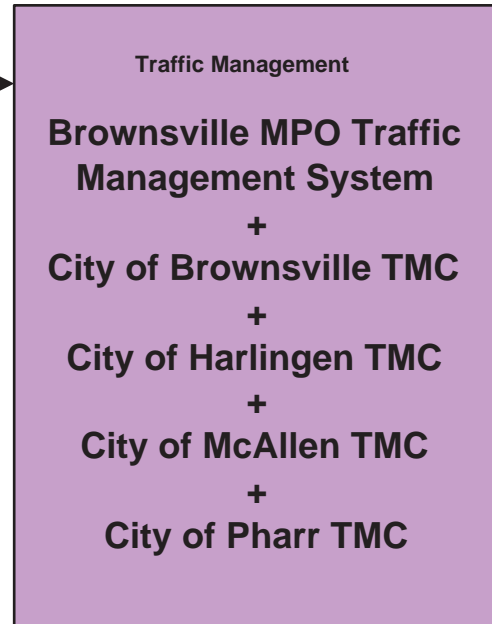 Traffic Management
Brownsville MPO Traffic
Management System
+
City of Brownsville TMC
+
City of Harlingen TMC
+
City of McAllen TMC
+
City of Pharr TMC